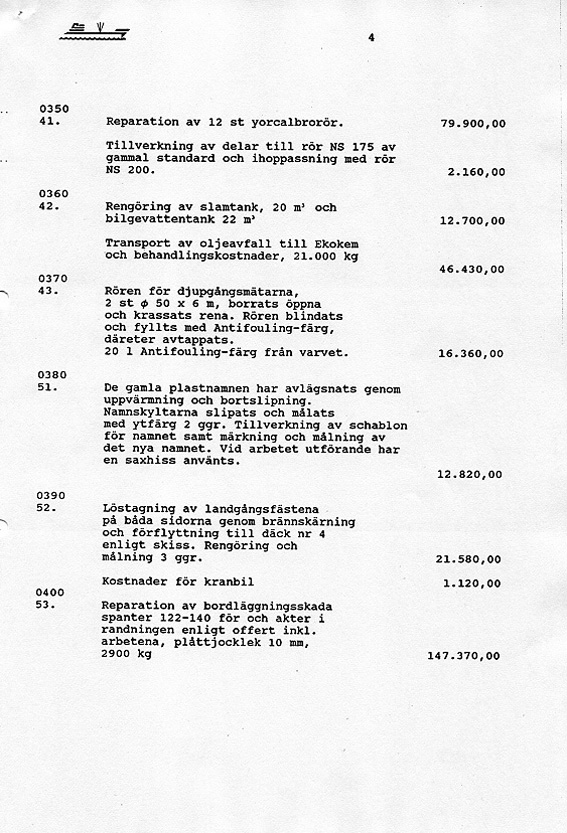 4
0350
41. Reparation av 12 st yorcalbrorör. 79.900,00
Tillverkning av delar till rör NS 175 av
gammal standard och ihoppassning med rör
NS 200. 2.160,00
0360
42. Rengöring av slamtank, 20 m³ och
bilgevattentank 22 m³ 12.700,00
Transport av oljeavfall till Ekokem
och behandlingskostnader, 21.000 kg
46.430,00
0370
43. Rören för djupgångsmätarna,
2 st ϕ 50 x 6 m, borrats öppna
och krassats rena. Rören blindats
och fyllts med Antifouling-färg,
däreter avtappats.
20 l Antifouling-färg från varvet. 16.360,00
0380
51. De gamla plastnamnen har avlägsnats genom
uppvärmning och bortslipning.
Namnskyltarna slipats och målats
med ytfärg 2 ggr. Tillverkning av schablon
för namnet samt märkning och målning av
det nya namnet. Vid arbetet utförande har
en saxhiss använts.
12.820,00
0390
52. Löstagning av landgångsfästena
på båda sidorna genom brännskärning
och förflyttning till däck nr 4
enligt skiss. Rengöring och
målning 3 ggr. 21.580,00
Kostnader för kranbil 1.120,00
0400
53. Reparation av bordläggningsskada
spanter 122-140 för och akter i
randningen enligt offert inkl.
arbetena, plåttjocklek 10 mm,
2900 kg 147.370,00